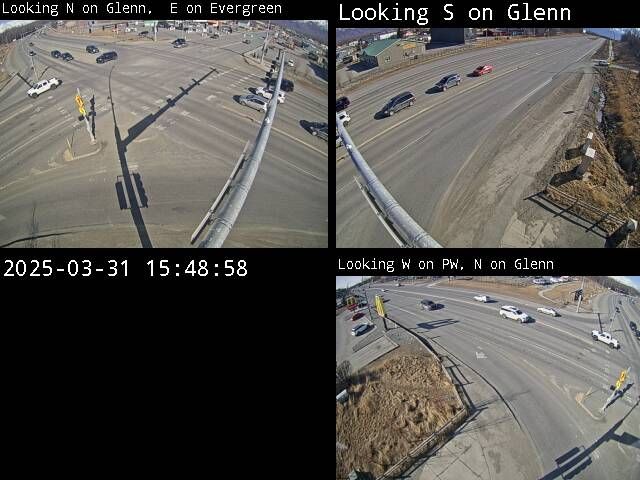 Looking N on Glenn,  E on Evergreen
Looking S on Glenn
2025-03-31 15:48:58
Looking W on PW, N on Glenn